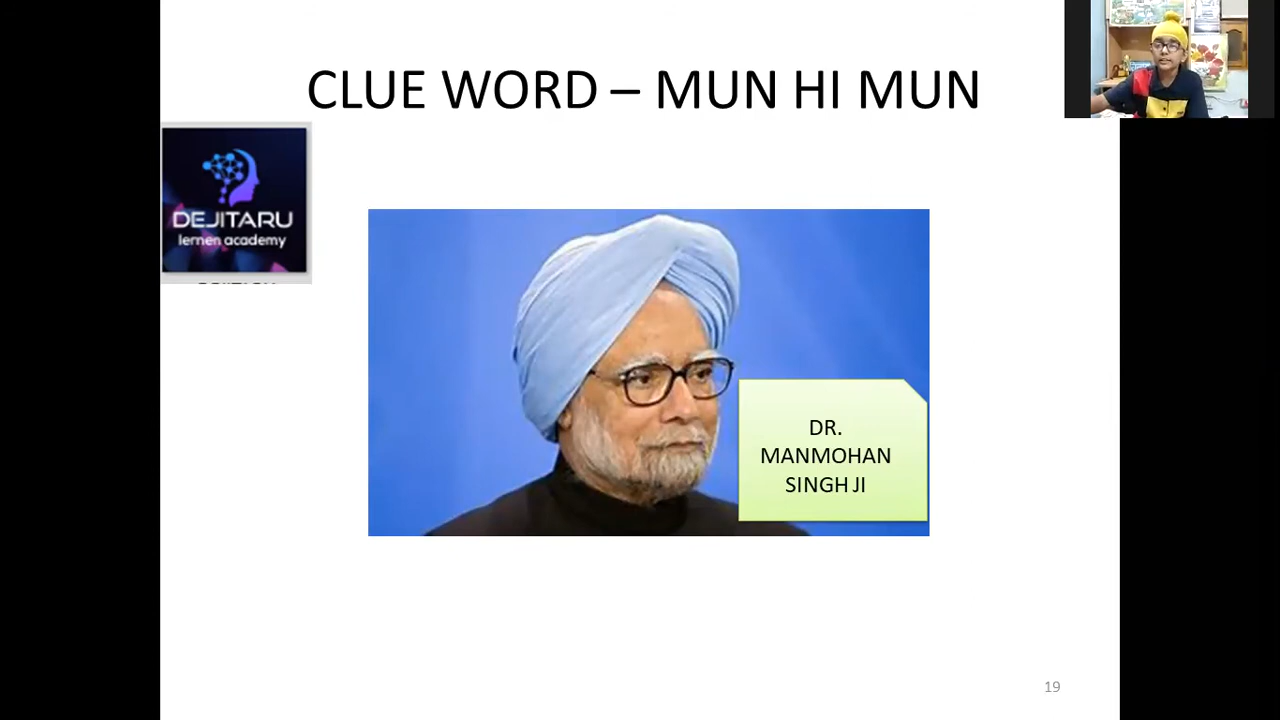 CLUE WORD – MUN HI MUN
DEJITARU
lernen academy
DR.
MANMOHAN
SINGH JI
19